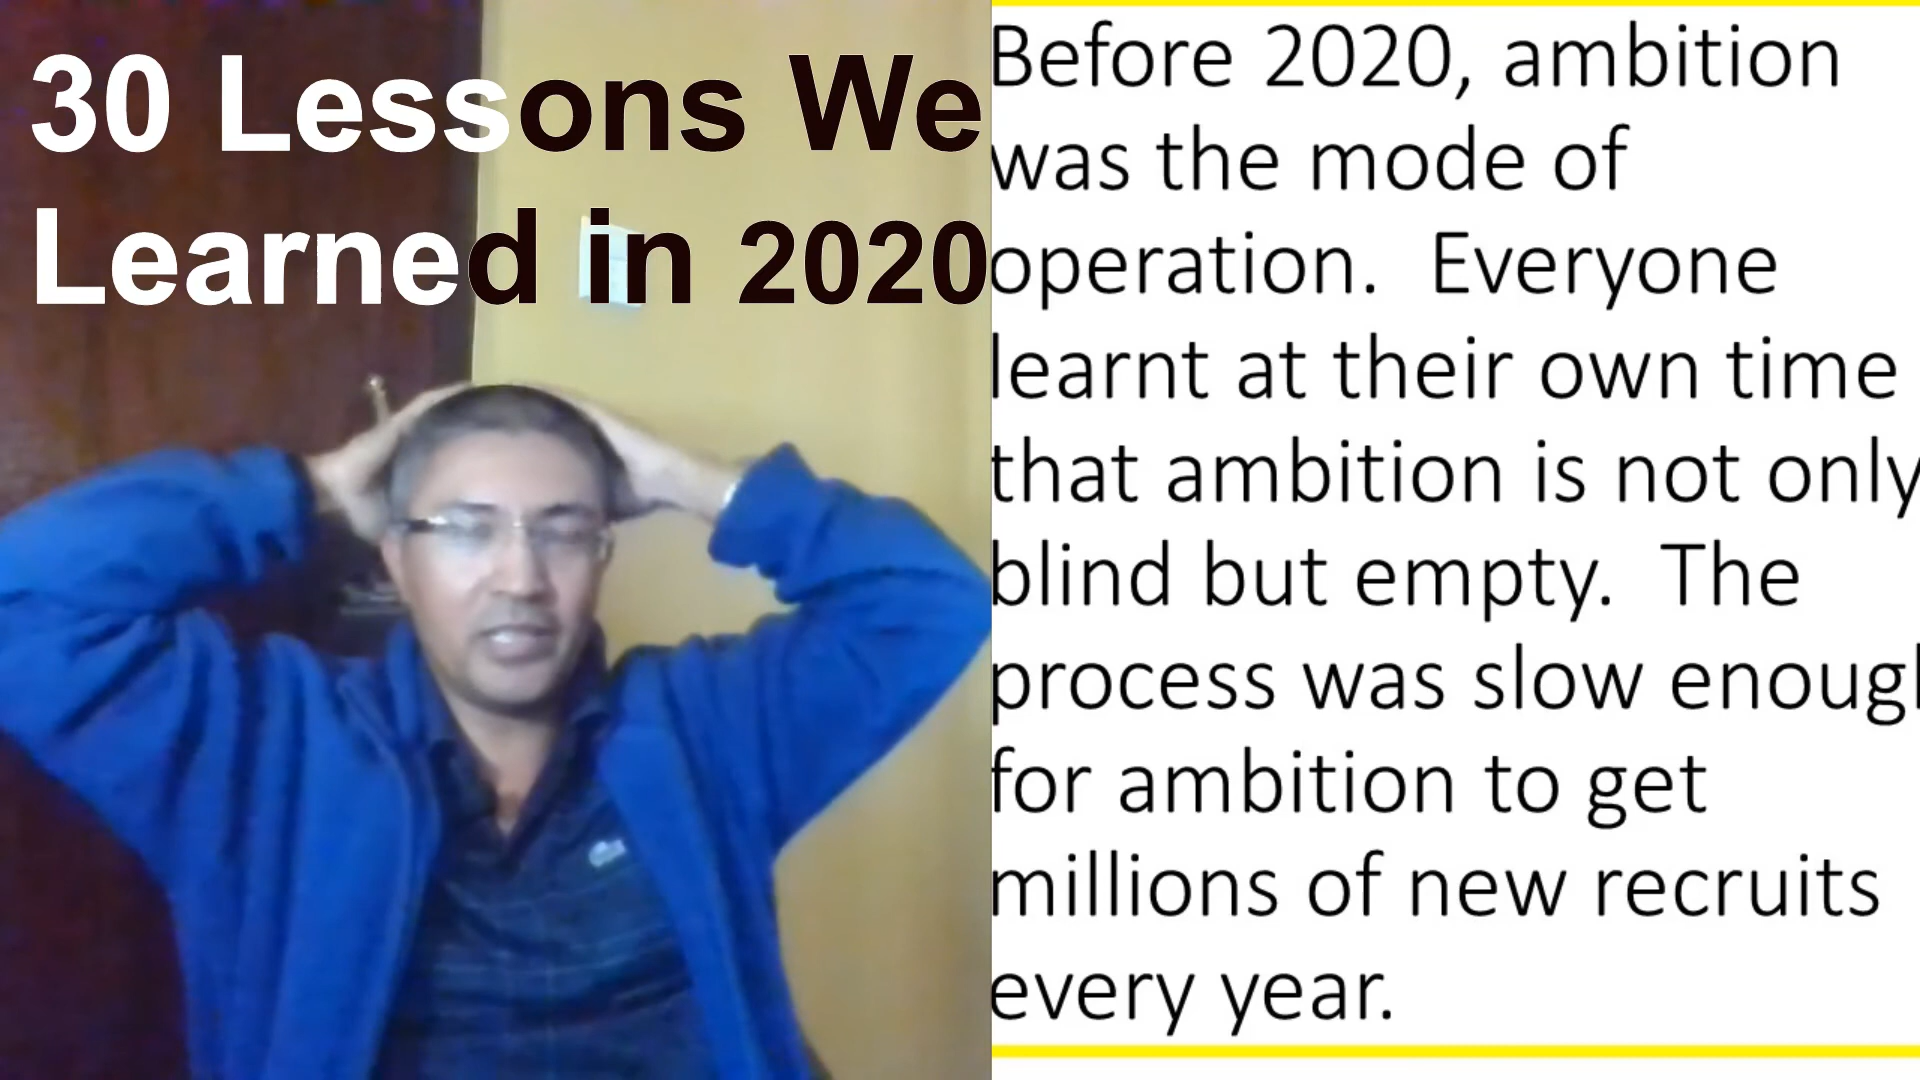 30 Lessons We
Learned in 2020
Before 2020, ambition
was the mode of
operation.  Everyone
learnt at their own time
that ambition is not only
blind but empty.  The
process was slow enough
for ambition to get
millions of new recruits
every year.